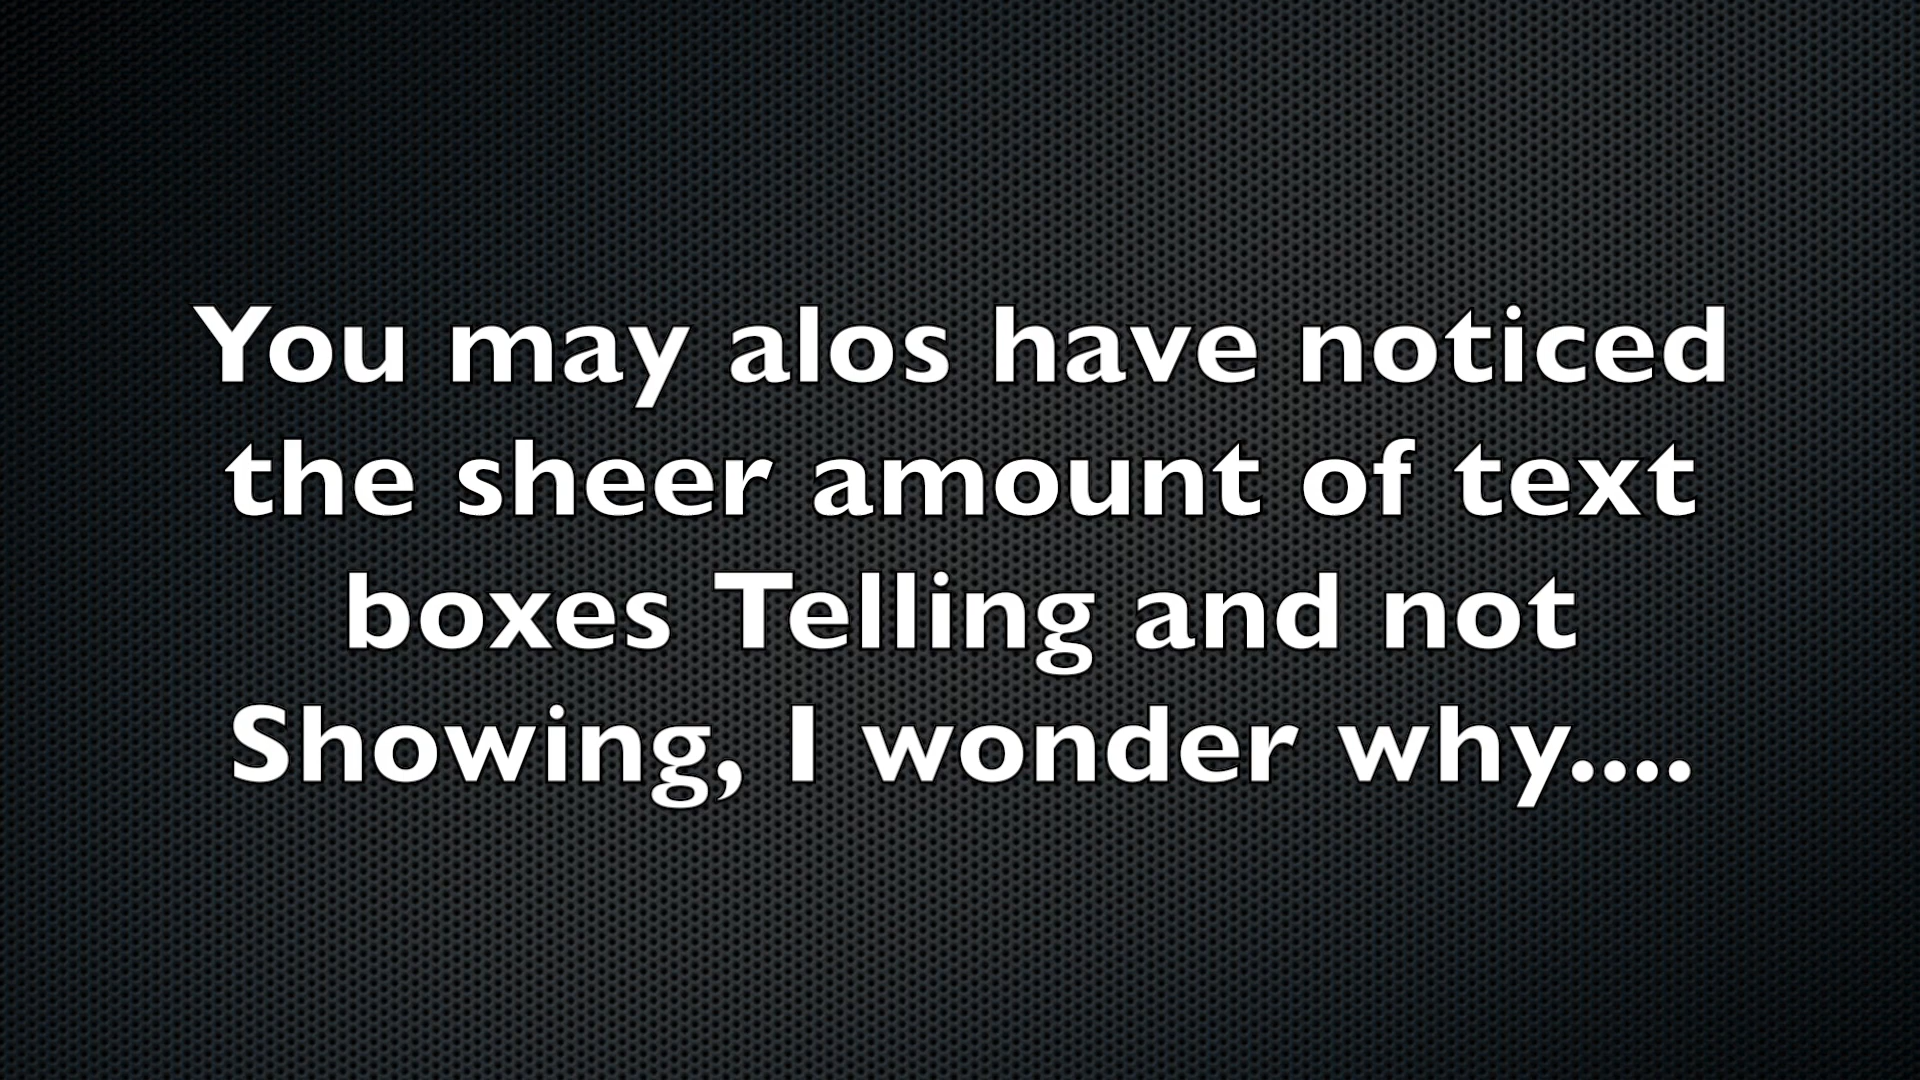 You may alos have noticed
the sheer amount of text
boxes Telling and not
Showing, I wonder why....